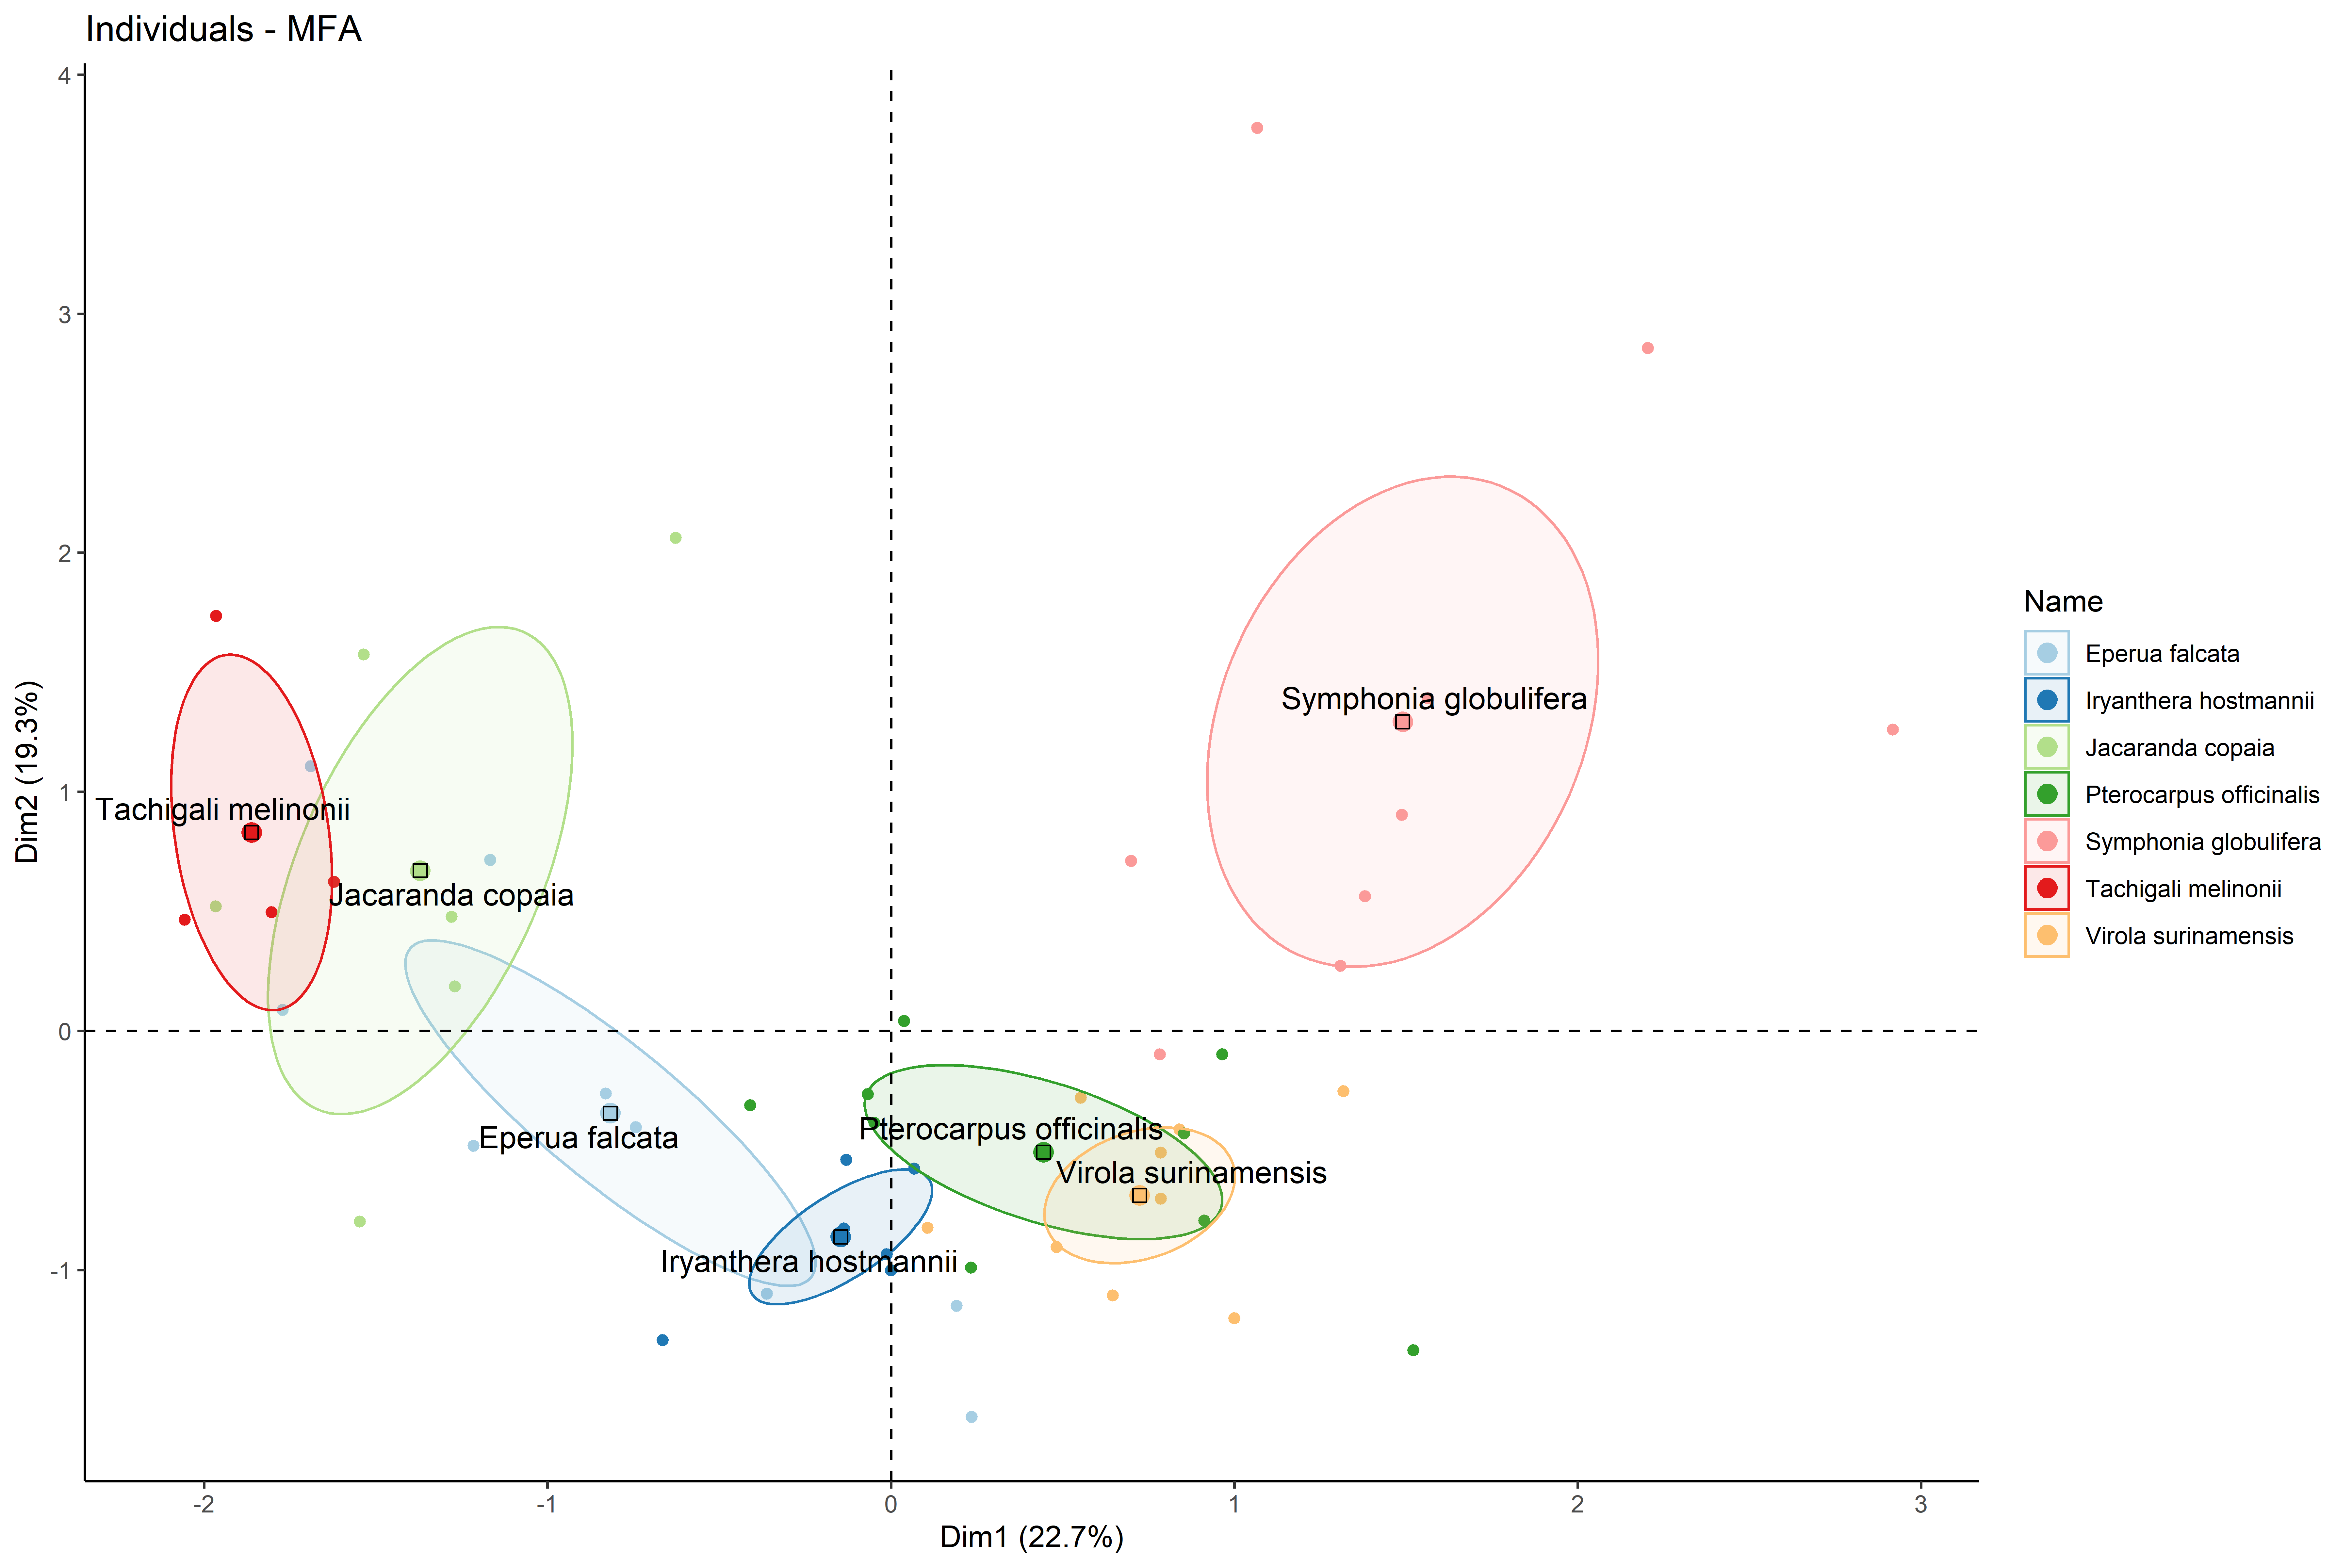 Individuals - MFA
4
3
2
1
0
-1
Dim2 (19.3%)
Symphonia globulifera
Tachigali melinonii
Jacaranda copaia
Pterocarpus officinalis
Eperua falcata
Virola surinamensis
Iryanthera hostmannii
-2 -1 0 1 2 3
Dim1 (22.7%)
Name
Eperua falcata
Iryanthera hostmannii
Jacaranda copaia
Pterocarpus officinalis
Symphonia globulifera
Tachigali melinonii
Virola surinamensis